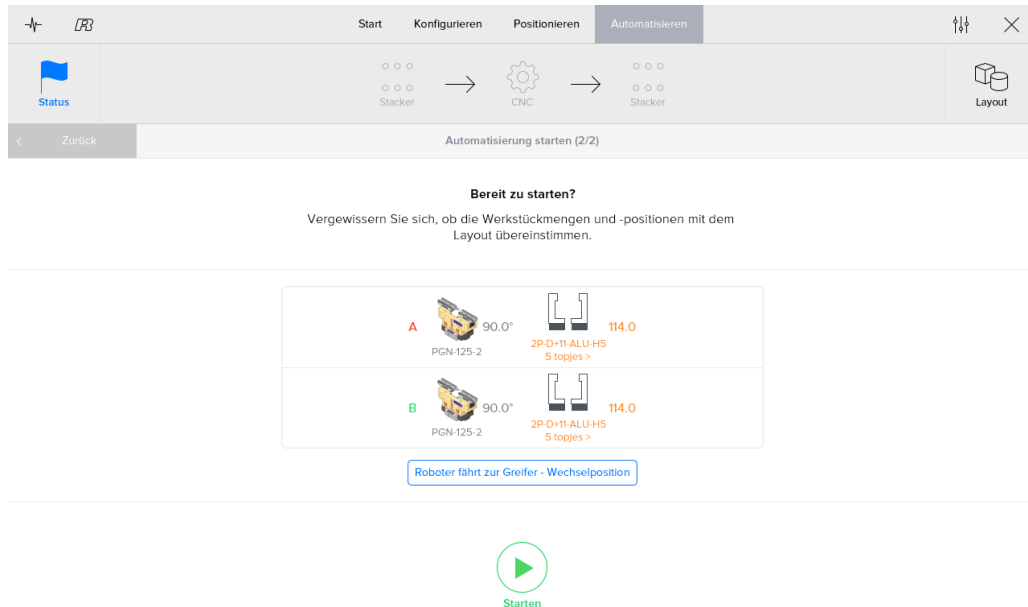 Start Konfigurieren Positionieren Automatisieren
Status
Stacker
CNC
Stacker
Layout
Zurück
Automatisierung starten (2/2)
Bereit zu starten?
Vergewissern Sie sich, ob die Werkstückmengen und -positionen mit dem
Layout übereinstimmen.
A 90.0° 114.0
PGN-125-2
2P-D+11-ALU-H5
5 topjes >
B 90.0° 114.0
PGN-125-2
2P-D+11-ALU-H5
5 topjes >
Roboter fährt zur Greifer - Wechselposition
Starten